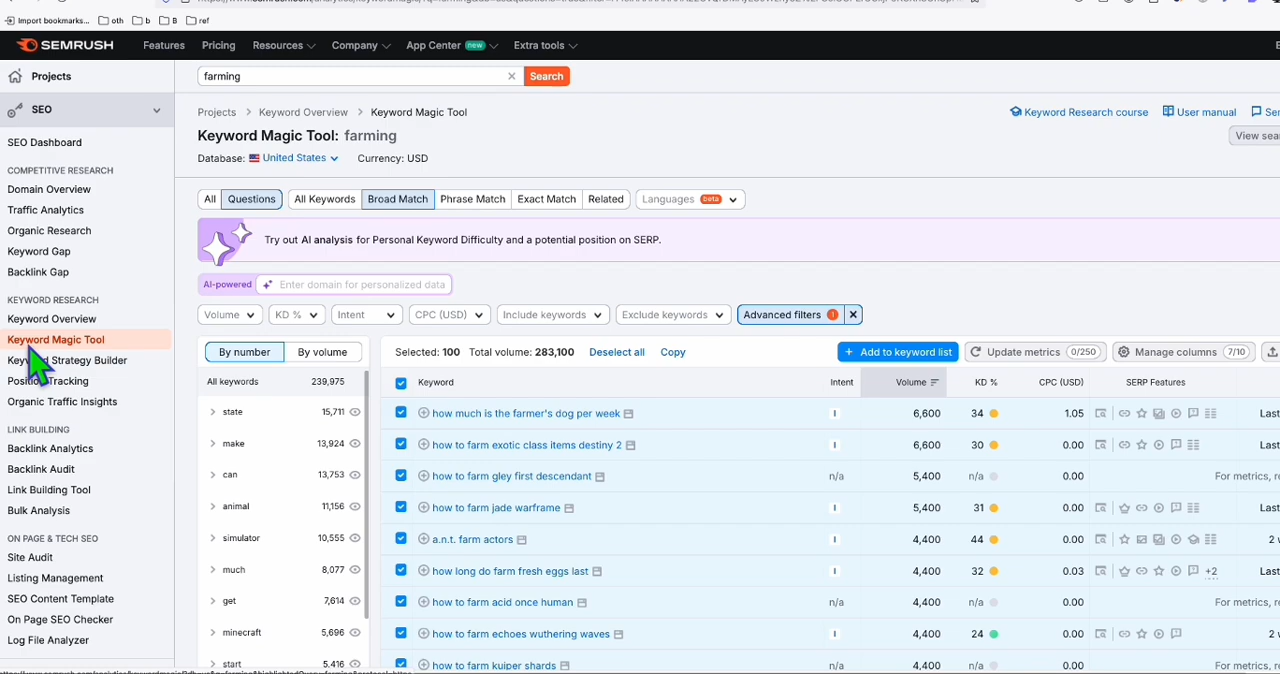 Import bookmarks... oth b B ref
SEMRUSH Features Pricing Resources Company App Center new Extra tools
Projects
farming Search
SEO
Projects > Keyword Overview > Keyword Magic Tool
Keyword Research course User manual
Keyword Magic Tool: farming
Database: United States Currency: USD
SEO Dashboard
COMPETITIVE RESEARCH
Domain Overview
Traffic Analytics
Organic Research
Keyword Gap
Backlink Gap
KEYWORD RESEARCH
Keyword Overview
Keyword Magic Tool
Strategy Builder
Tracking
Organic Traffic Insights
LINK BUILDING
Backlink Analytics
Backlink Audit
Link Building Tool
Bulk Analysis
ON PAGE & TECH SEO
Site Audit
Listing Management
SEO Content Template
On Page SEO Checker
Log File Analyzer
All Questions All Keywords Broad Match Phrase Match Exact Match Related Languages beta
Try out AI analysis for Personal Keyword Difficulty and a potential position on SERP.
AI-powered Enter domain for personalized data
Volume KD % Intent CPC (USD) Include keywords Exclude keywords Advanced filters 1
By number By volume
All keywords 239,975
state 15,711
make 13,924
can 13,753
animal 11,156
simulator 10,555
much 8,077
get 7,614
minecraft 5,696
start 5,416
Selected: 100 Total volume: 283,100 Deselect all Copy + Add to keyword list Update metrics 0/250 Manage columns 7/10
Keyword Intent Volume KD % CPC (USD) SERP Features
how much is the farmer's dog per week I 6,600 34 1.05 Last
how to farm exotic class items destiny 2 I 6,600 30 0.00 Last
how to farm gley first descendant n/a 5,400 n/a 0.00 For metrics,
how to farm jade warframe I 5,400 31 0.00 Last
a.n.t. farm actors I 4,400 44 0.00 2
how long do farm fresh eggs last I 4,400 32 0.03 +2 Last
how to farm acid once human n/a 4,400 n/a 0.00 For metrics,
how to farm echoes wuthering waves I 4,400 24 0.00 2
how to farm kuiper shards 4,400 n/a 0.00